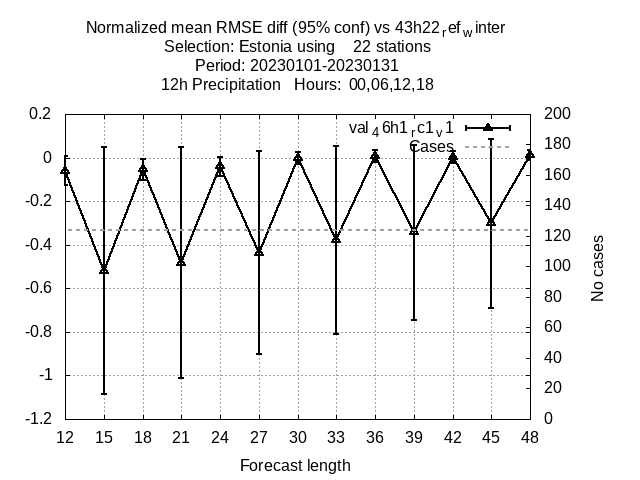 Normalized mean RMSE diff (95% conf) vs 43h22ref winter
Selection: Estonia using 22 stations
Period: 20230101-20230131
12h Precipitation Hours: 00,06,12,18
0.2
0
-0.2
-0.4
-0.6
-0.8
-1
-1.2
val46h1rc1v1
Cases
200
180
160
140
120
100
80
60
40
20
0
No cases
12 15 18 21 24 27 30 33 36 39 42 45 48
Forecast length